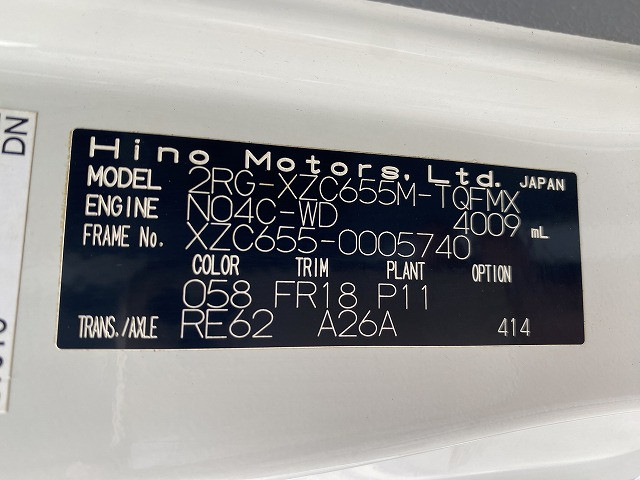 Hino Motors, Ltd. JAPAN
MODEL 2RG-XZC655M-TQFMX
ENGINE N04C-WD 4009 mL
FRAME No. XZC655-0005740
COLOR TRIM PLANT OPTION
058 FR18 P11
TRANS./AXLE RE62 A26A 414
DN